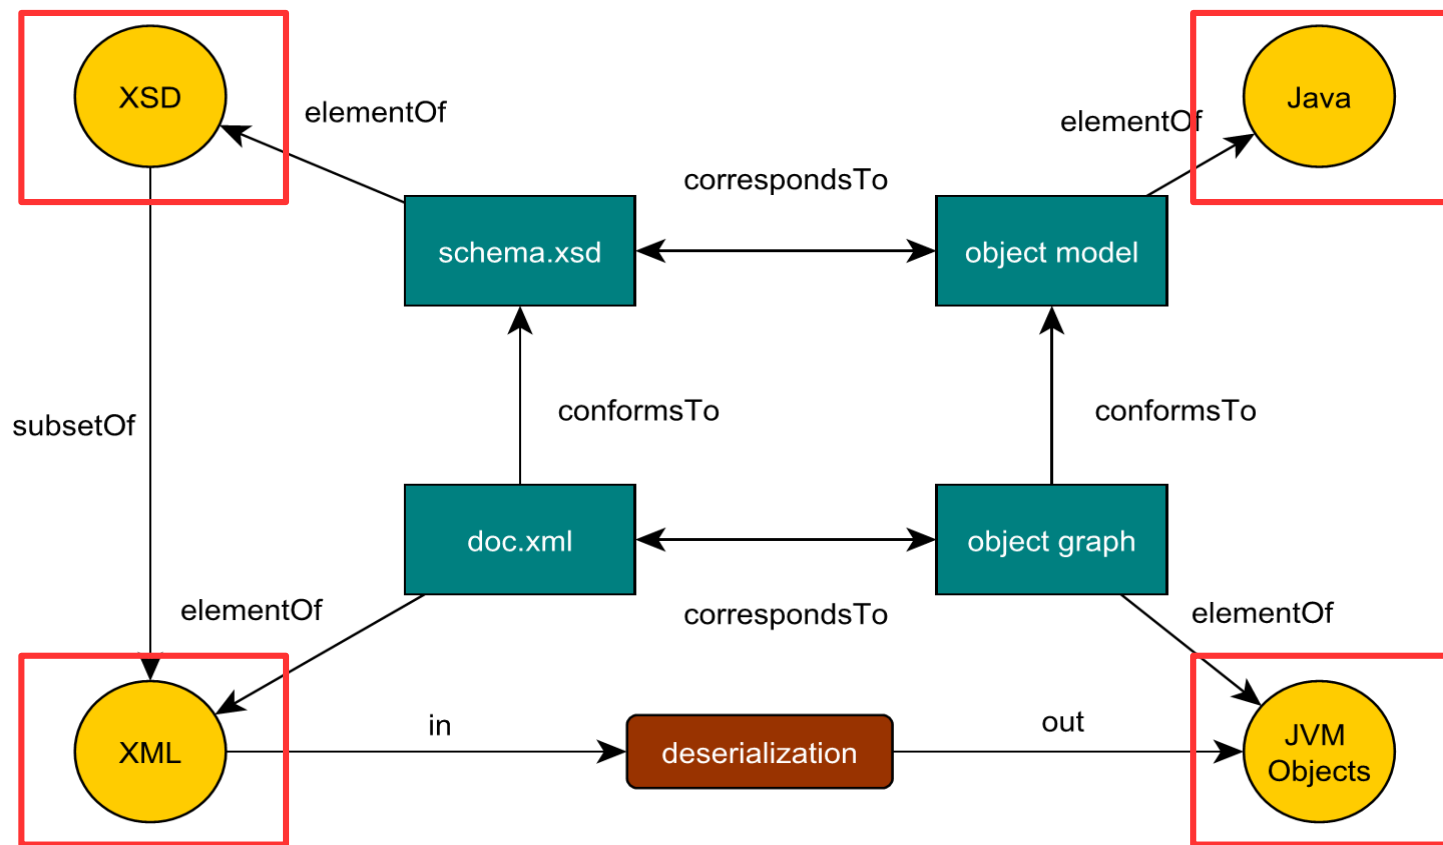 XSD
elementOf
Java
elementOf
correspondsTo
schema.xsd
object model
subsetOf
conformsTo
conformsTo
doc.xml
object graph
elementOf
correspondsTo
elementOf
XML
in
deserialization
out
JVM
Objects